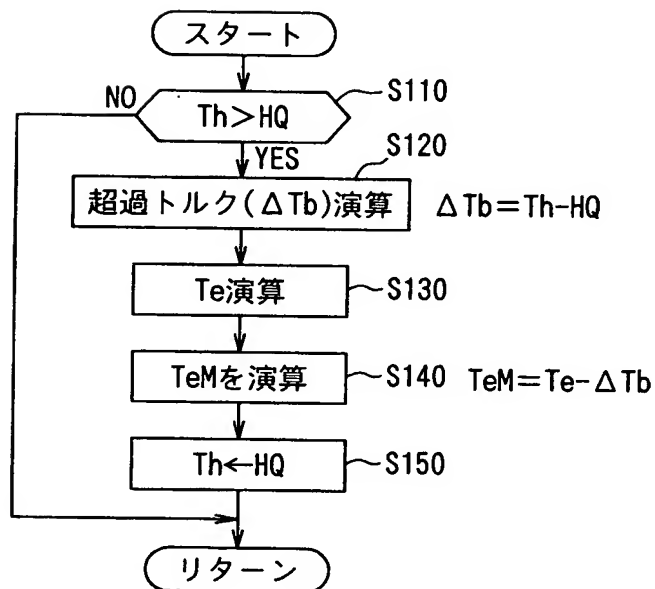 スタート
NO
Th>HQ
S110
YES
S120
超過トルク(ΔTb)演算
ΔTb=Th-HQ
Te演算
S130
TeMを演算
S140
TeM=Te-ΔTb
Th←HQ
S150
リターン